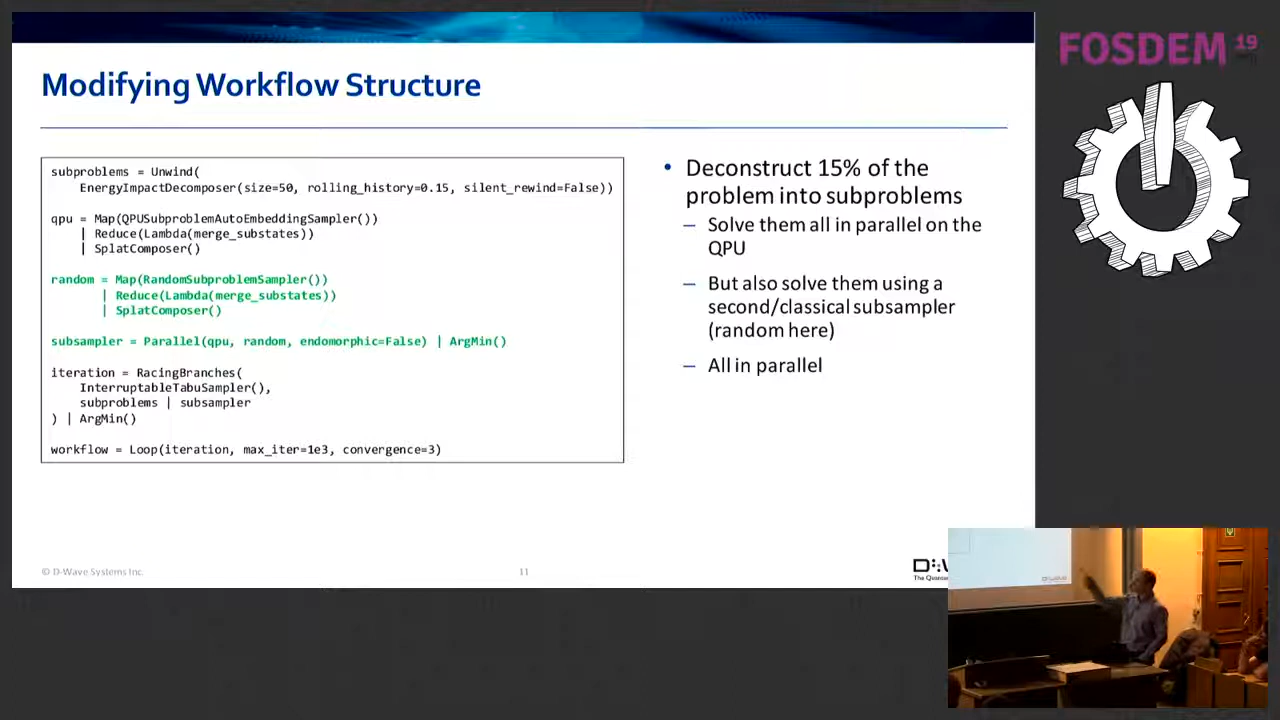 Modifying Workflow Structure
subproblems = Unwind(
EnergyImpactDecomposer(size=50, rolling_history=0.15, silent_rewind=False))
qpu = Map(QPUSubproblemAutoEmbeddingSampler())
| Reduce(Lambda(merge_substates))
| SplatComposer()
random = Map(RandomSubproblemSampler())
| Reduce(Lambda(merge_substates))
| SplatComposer()
subsampler = Parallel(qpu, random, endomorphic=False) | ArgMin()
iteration = RacingBranches(
InterruptableTabuSampler(),
subproblems | subsampler
) | ArgMin()
workflow = Loop(iteration, max_iter=1e3, convergence=3)
• Deconstruct 15% of the
problem into subproblems
– Solve them all in parallel on the
QPU
– But also solve them using a
second/classical subsampler
(random here)
– All in parallel
© D-Wave Systems Inc.
11
The
FOSDEM 19